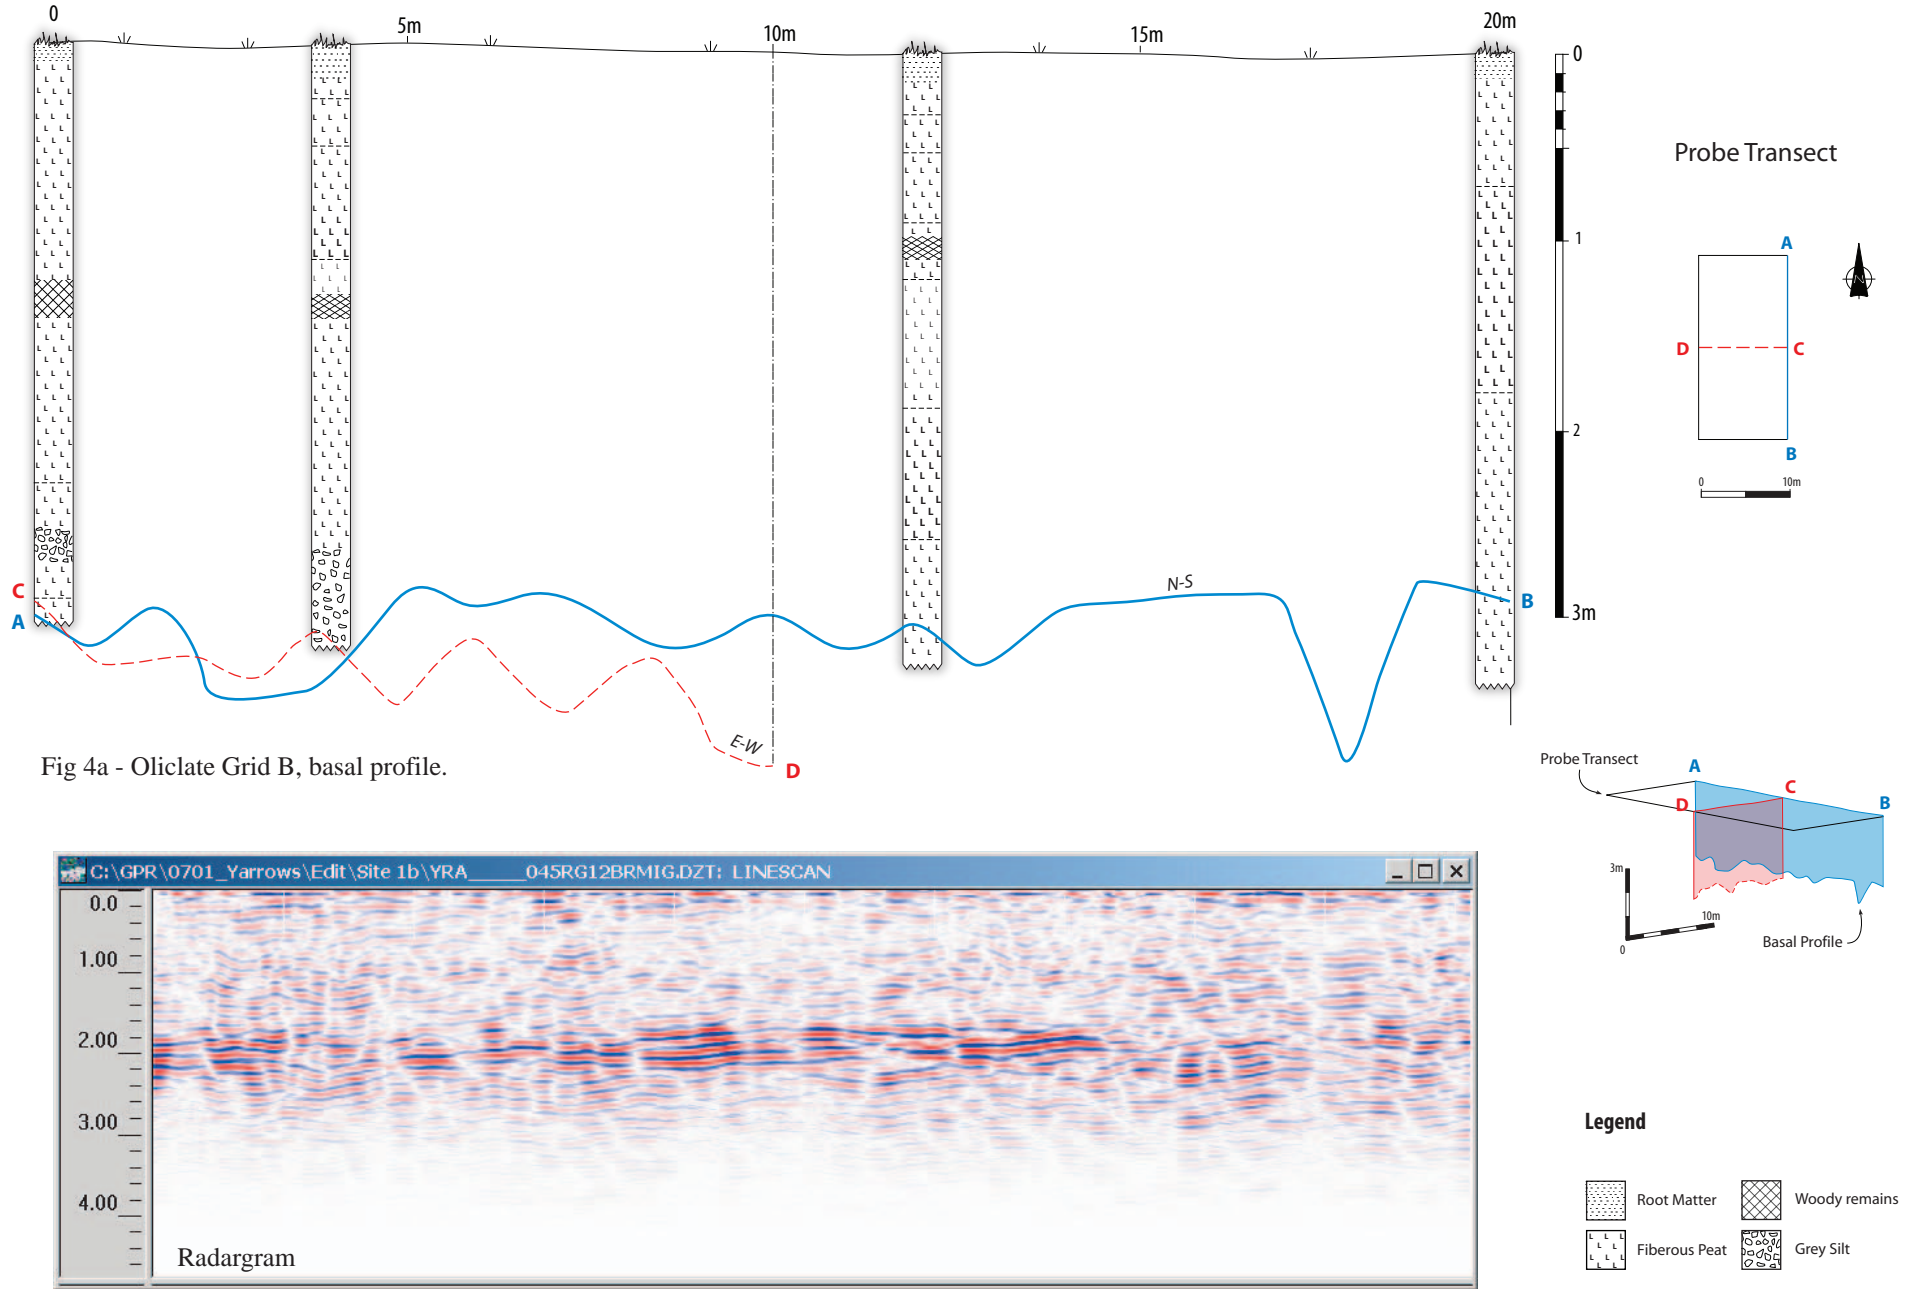 0
5m
10m
15m
20m
0
1
2
3m
Probe Transect
A
D
C
B
N
0
10m
C
A
N-S
B
E-W
D
Fig 4a - Oliclate Grid B, basal profile.
Probe Transect
A
C
D
B
3m
10m
0
Basal Profile
C:\GPR\0701_Yarrows\Edit\Site 1b\YRA_____045RG12BRMIG.DZT: LINESCAN
0.0
1.00
2.00
3.00
4.00
Radargram
Legend
Root Matter
Woody remains
Fiberous Peat
Grey Silt